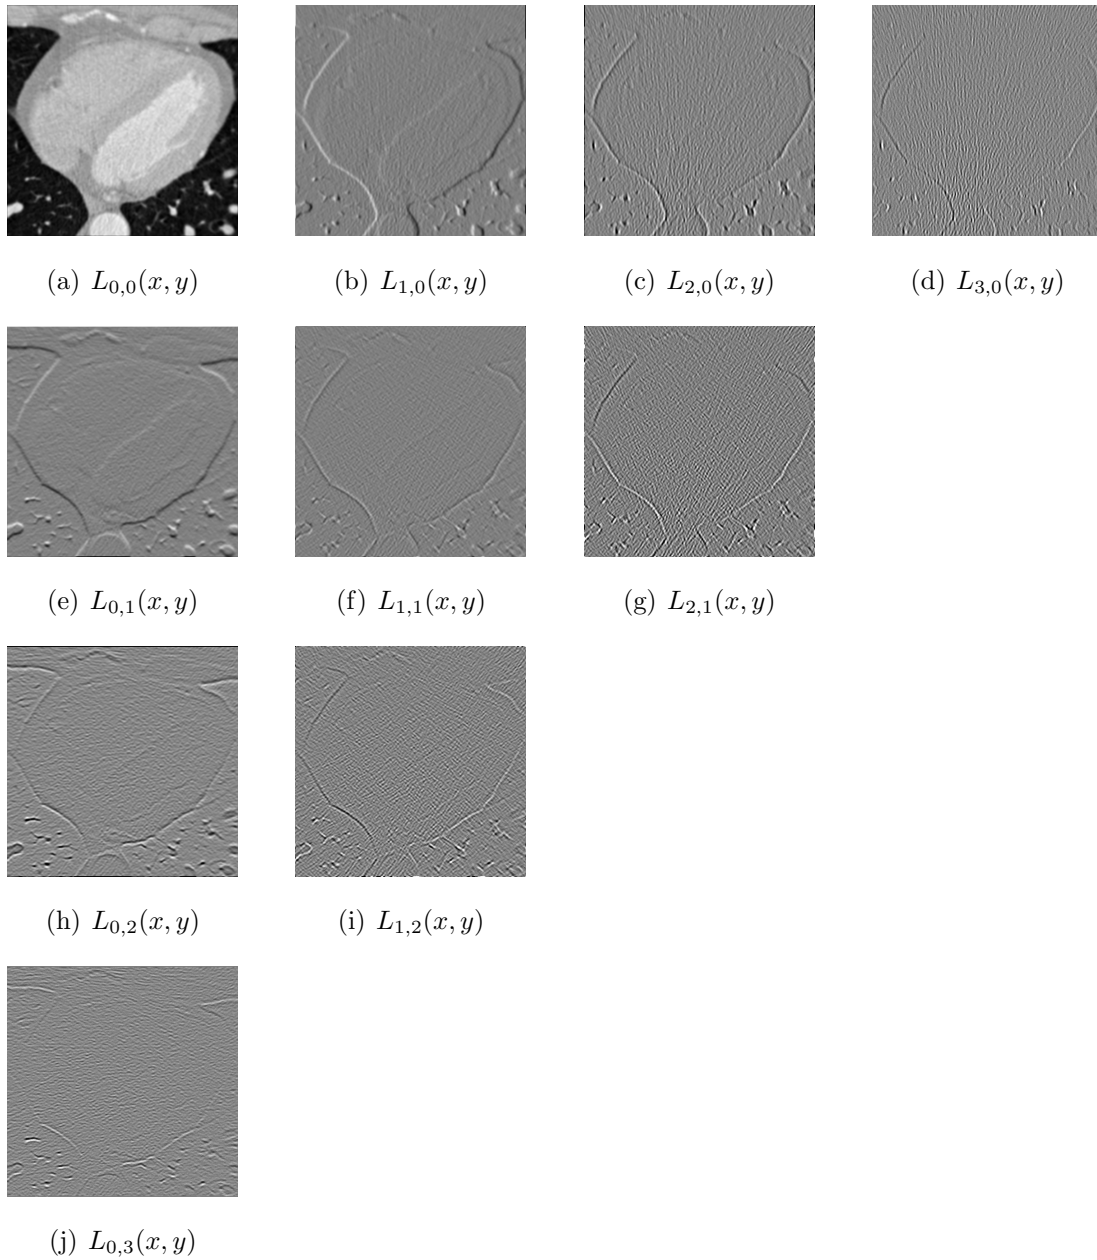 (a) L₀,₀(x, y) (b) L₁,₀(x, y) (c) L₂,₀(x, y) (d) L₃,₀(x, y)
(e) L₀,₁(x, y) (f) L₁,₁(x, y) (g) L₂,₁(x, y)
(h) L₀,₂(x, y) (i) L₁,₂(x, y)
(j) L₀,₃(x, y)